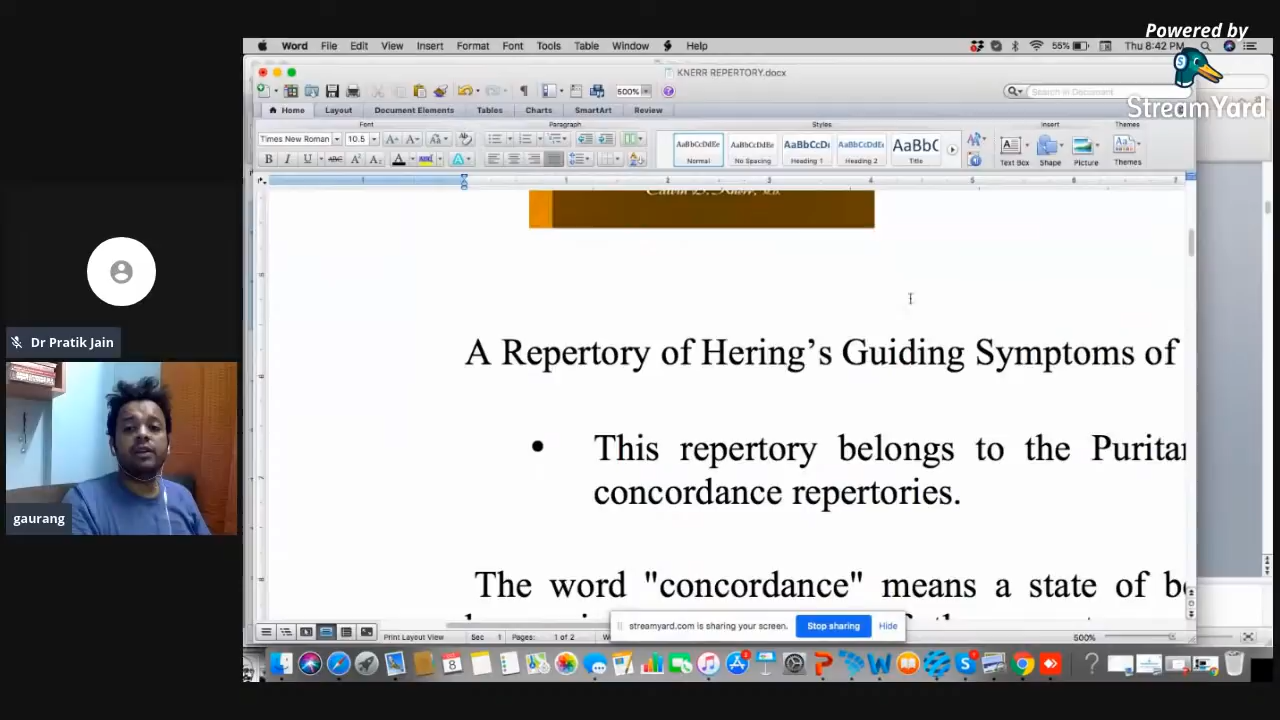 Powered by
StreamYard
Word File Edit View Insert Format Font Tools Table Window Help
55% Thu 8:42 PM
KNERR REPERTORY.docx
500%
Search in Document
Home Layout Document Elements Tables Charts SmartArt Review
Font Paragraph Styles Insert Themes
Times New Roman 10.5
AaBbCcDdEe AaBbCcDdEe AaBbCcDı AaBbCcDdEı AaBbC
Normal No Spacing Heading 1 Heading 2 Title
Text Box Shape Picture Themes
A Repertory of Hering's Guiding Symptoms of
• This repertory belongs to the Puritan
concordance repertories.
The word "concordance" means a state of be
Dr Pratik Jain
gaurang
streamyard.com is sharing your screen. Stop sharing Hide
Print Layout View Sec 1 Pages: 1 of 2 500%